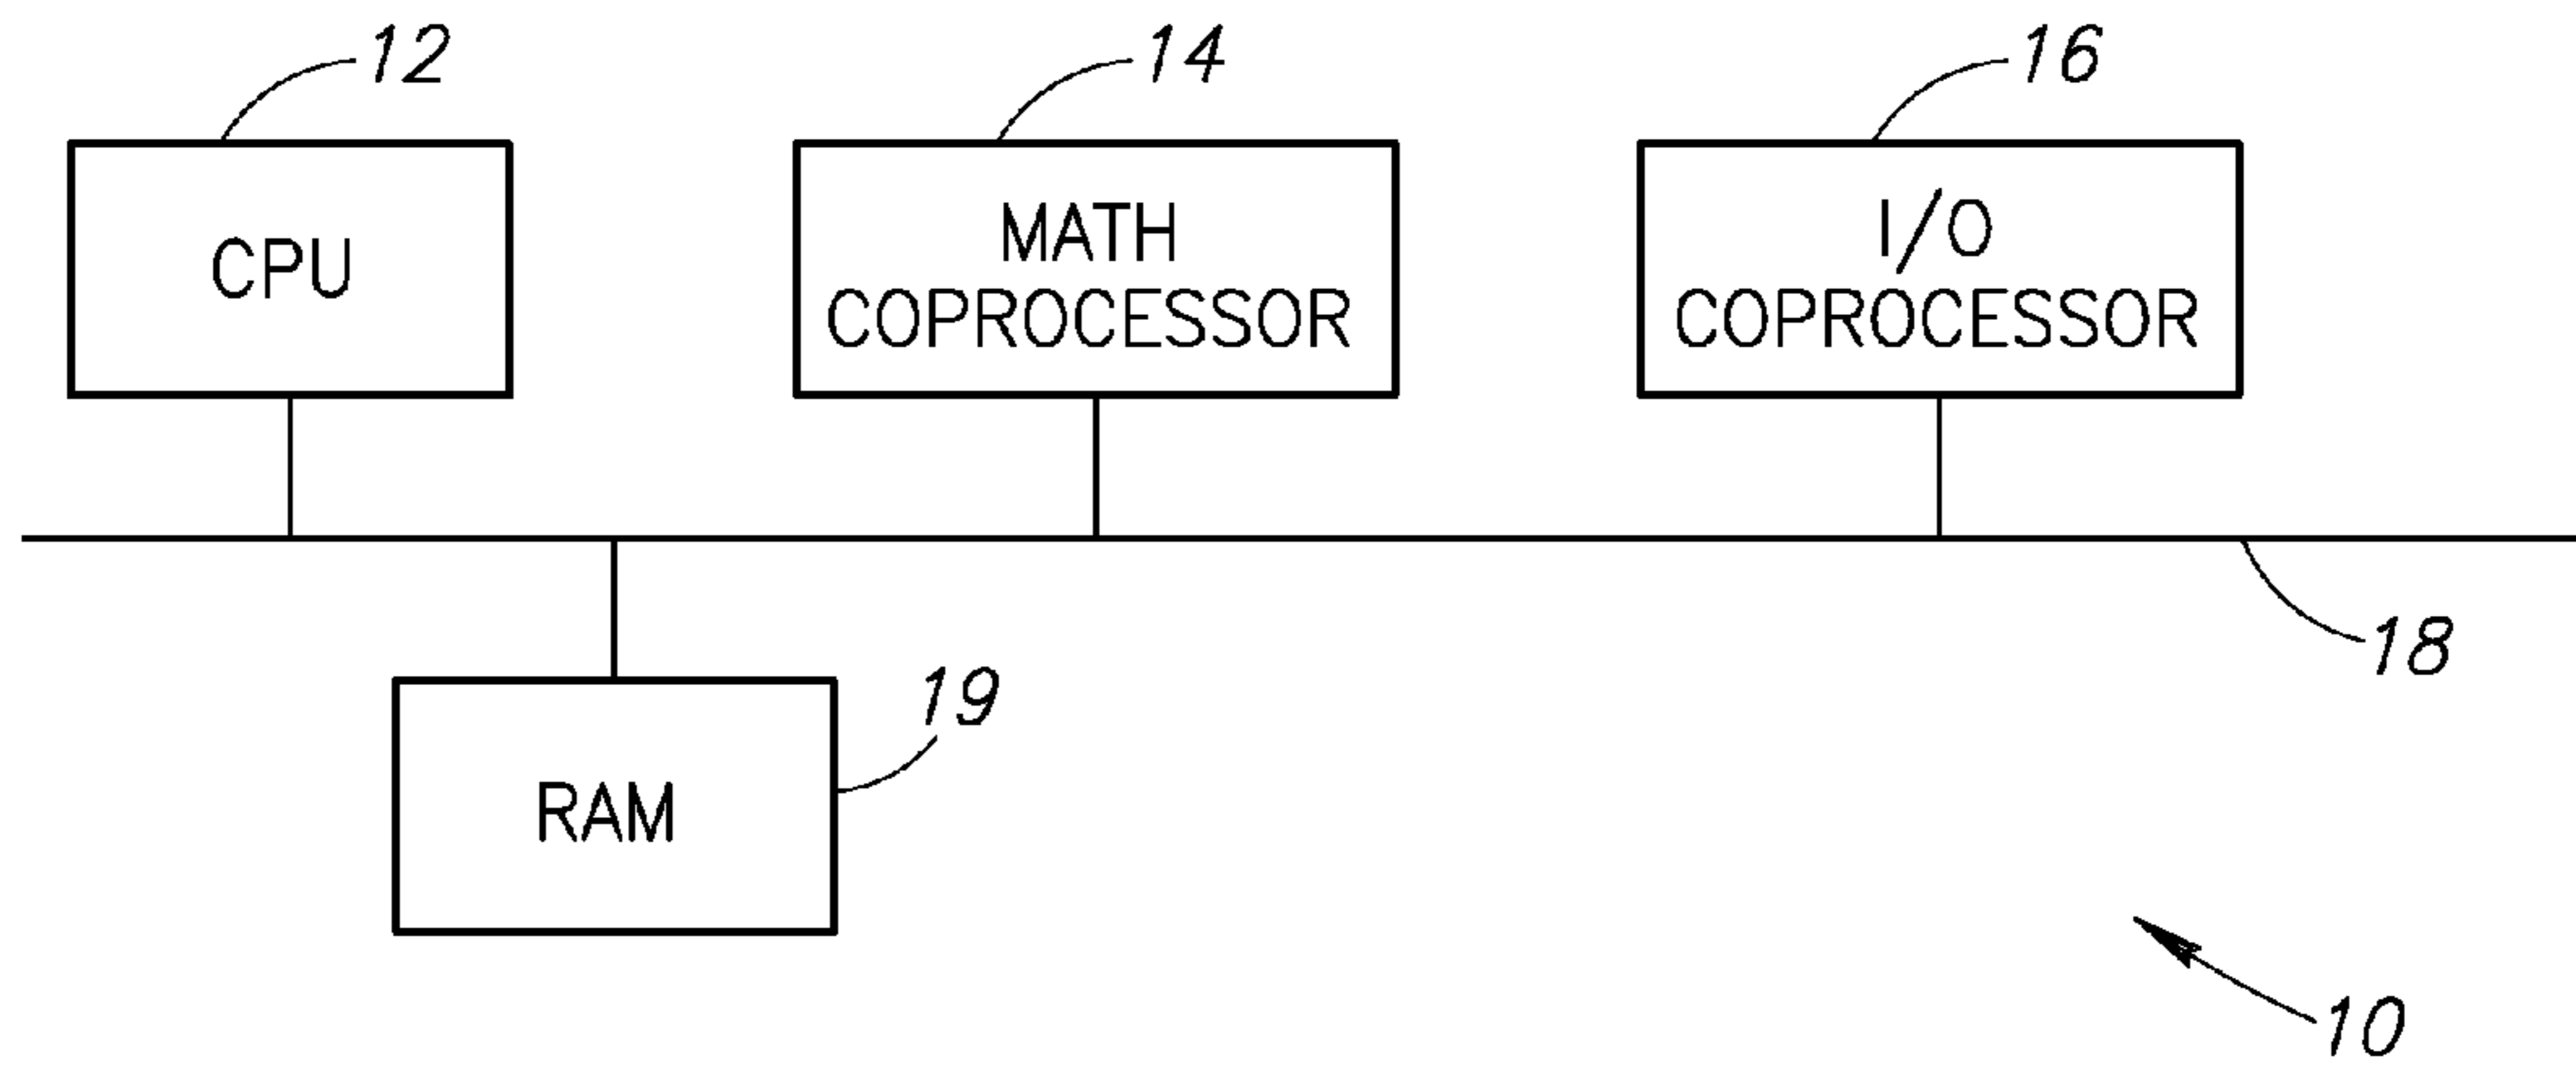 12
14
16
CPU
MATH
COPROCESSOR
I/O
COPROCESSOR
18
19
RAM
10